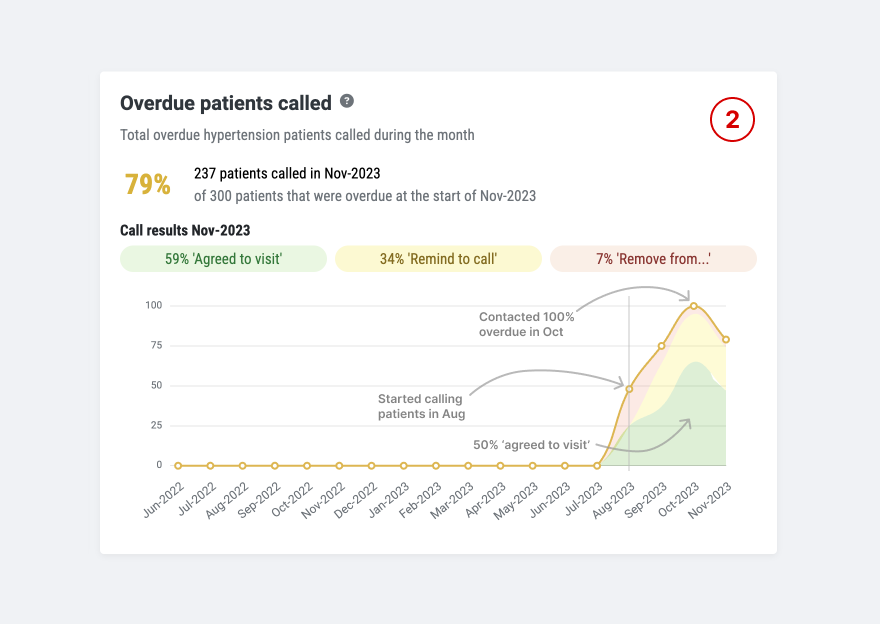 Overdue patients called ?
2
Total overdue hypertension patients called during the month
79%
237 patients called in Nov-2023
of 300 patients that were overdue at the start of Nov-2023
Call results Nov-2023
59% 'Agreed to visit'
34% 'Remind to call'
7% 'Remove from...'
100
75
50
25
0
Contacted 100%
overdue in Oct
Started calling
patients in Aug
50% ‘agreed to visit’
Jun-2022
Jul-2022
Aug-2022
Sep-2022
Oct-2022
Nov-2022
Dec-2022
Jan-2023
Feb-2023
Mar-2023
Apr-2023
May-2023
Jun-2023
Jul-2023
Aug-2023
Sep-2023
Oct-2023
Nov-2023